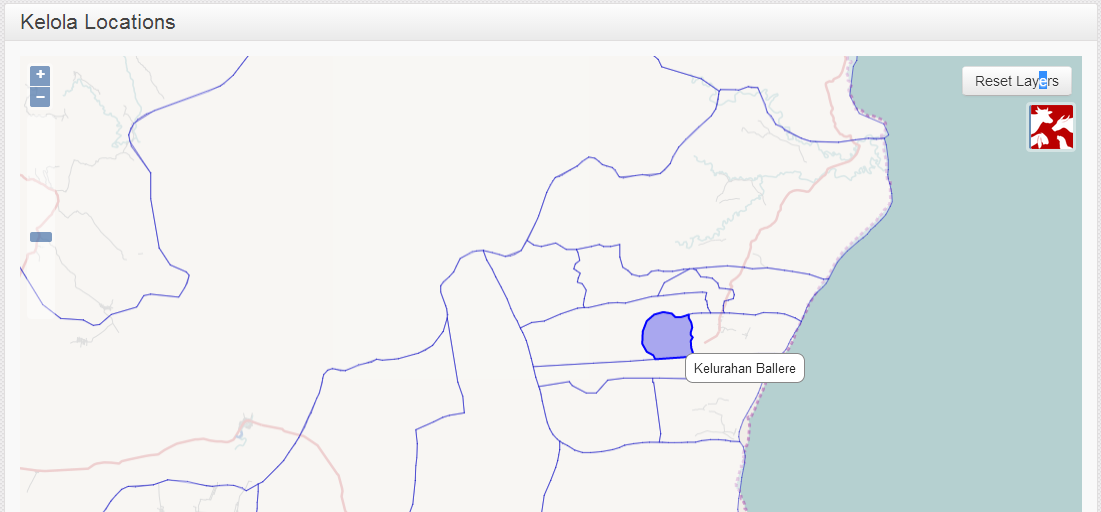 Kelola Locations
+
Reset Layers
−
Kelurahan Ballere